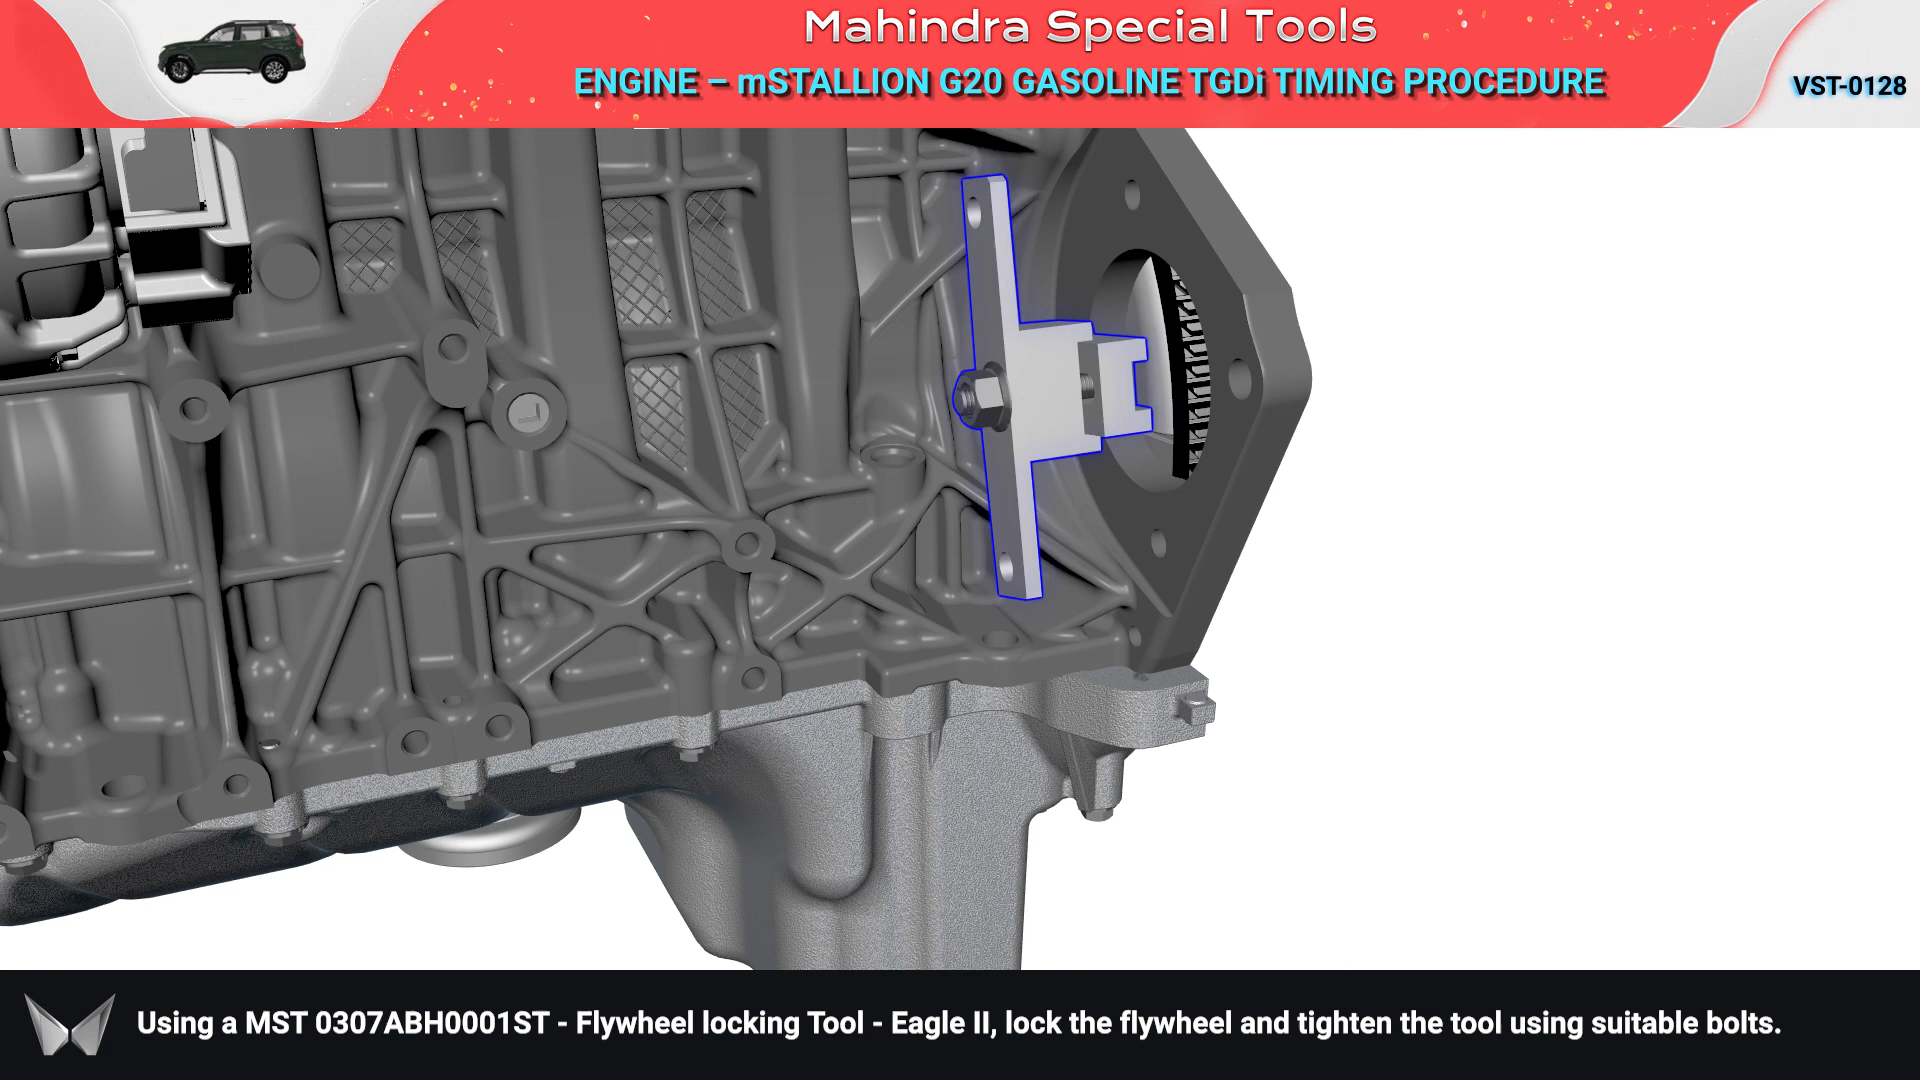 Mahindra Special Tools
ENGINE – mSTALLION G20 GASOLINE TGDi TIMING PROCEDURE
VST-0128
Using a MST 0307ABH0001ST - Flywheel locking Tool - Eagle II, lock the flywheel and tighten the tool using suitable bolts.